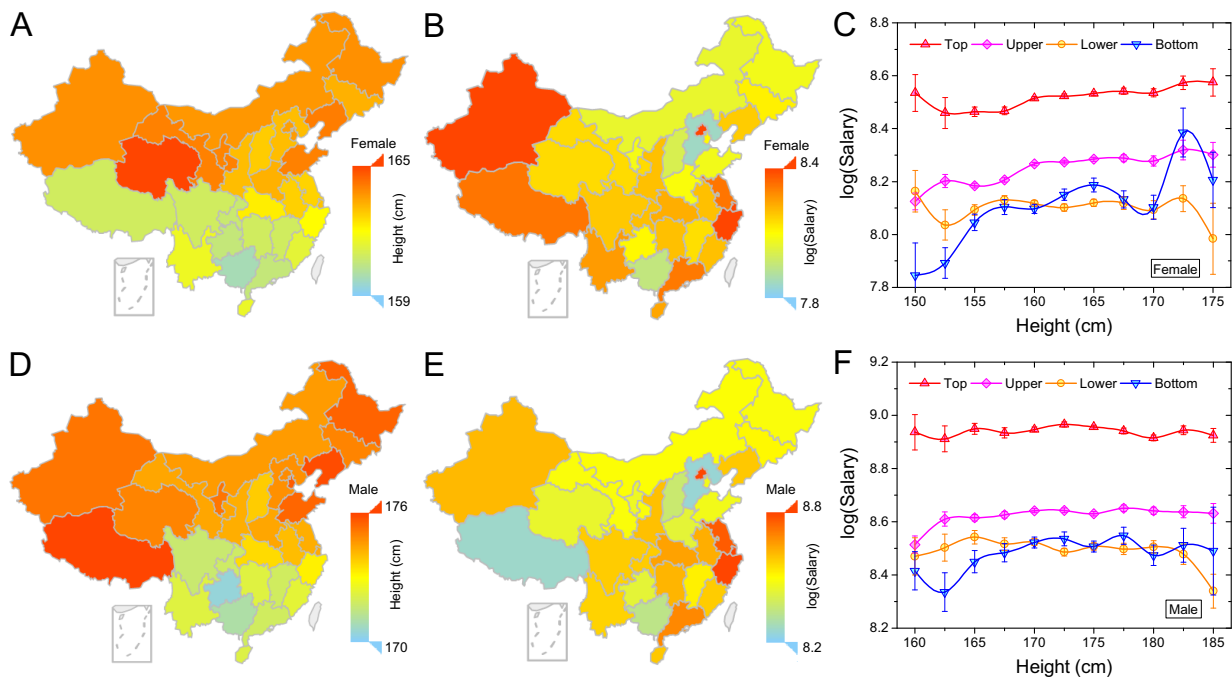 A
Female
165
Height (cm)
159
B
Female
8.4
log(Salary)
7.8
C
8.8
8.6
8.4
8.2
8.0
7.8
log(Salary)
Top Upper Lower Bottom
Female
150 155 160 165 170 175
Height (cm)
D
Male
176
Height (cm)
170
E
Male
8.8
log(Salary)
8.2
F
9.2
9.0
8.8
8.6
8.4
8.2
log(Salary)
Top Upper Lower Bottom
Male
160 165 170 175 180 185
Height (cm)